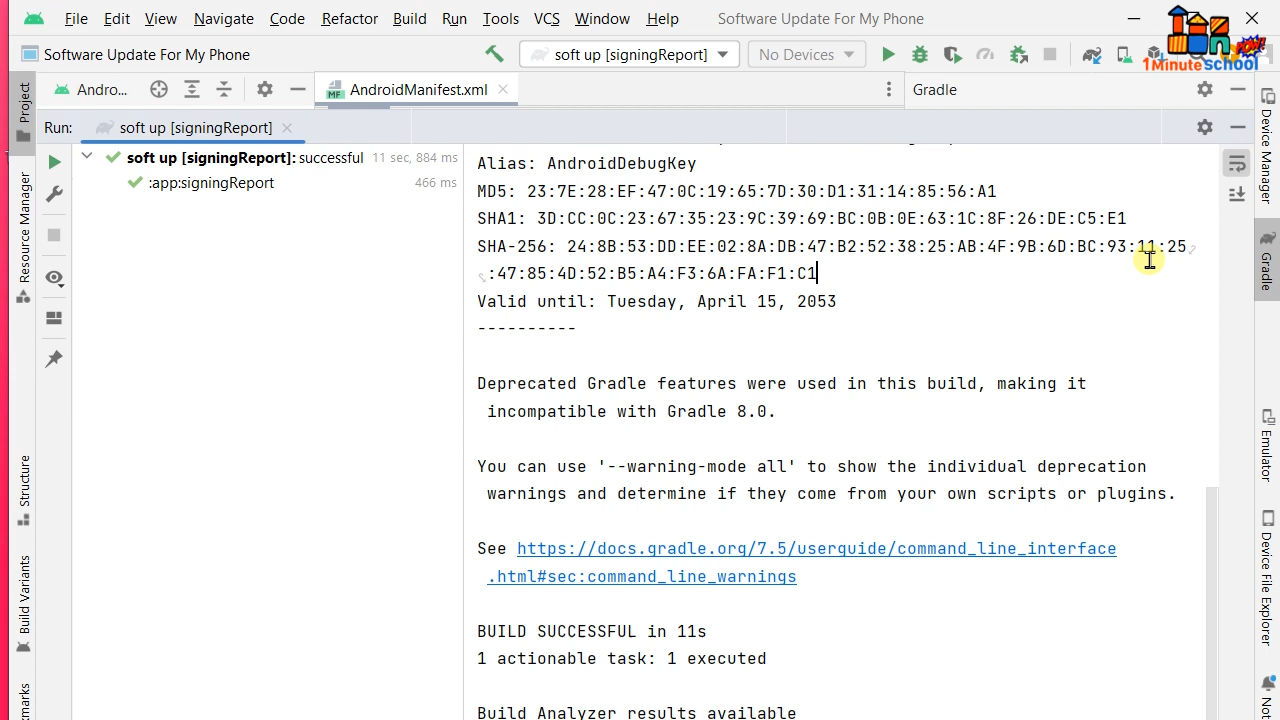 File Edit View Navigate Code Refactor Build Run Tools VCS Window Help Software Update For My Phone
Software Update For My Phone
soft up [signingReport]
No Devices
POW!
1Minute SCHOOL
Project
Andro...
AndroidManifest.xml
Gradle
Run: soft up [signingReport]
soft up [signingReport]: successful 11 sec, 884 ms
:app:signingReport 466 ms
Alias: AndroidDebugKey
MD5: 23:7E:28:EF:47:0C:19:65:7D:30:D1:31:14:85:56:A1
SHA1: 3D:CC:0C:23:67:35:23:9C:39:69:BC:0B:0E:63:1C:8F:26:DE:C5:E1
SHA-256: 24:8B:53:DD:EE:02:8A:DB:47:B2:52:38:25:AB:4F:9B:6D:BC:93:11:25
:47:85:4D:52:B5:A4:F3:6A:FA:F1:C1
Valid until: Tuesday, April 15, 2053
----------
Deprecated Gradle features were used in this build, making it
incompatible with Gradle 8.0.
You can use '--warning-mode all' to show the individual deprecation
warnings and determine if they come from your own scripts or plugins.
See https://docs.gradle.org/7.5/userguide/command_line_interface
.html#sec:command_line_warnings
BUILD SUCCESSFUL in 11s
1 actionable task: 1 executed
Build Analyzer results available
Resource Manager
Structure
Build Variants
Device Manager
Gradle
Emulator
Device File Explorer